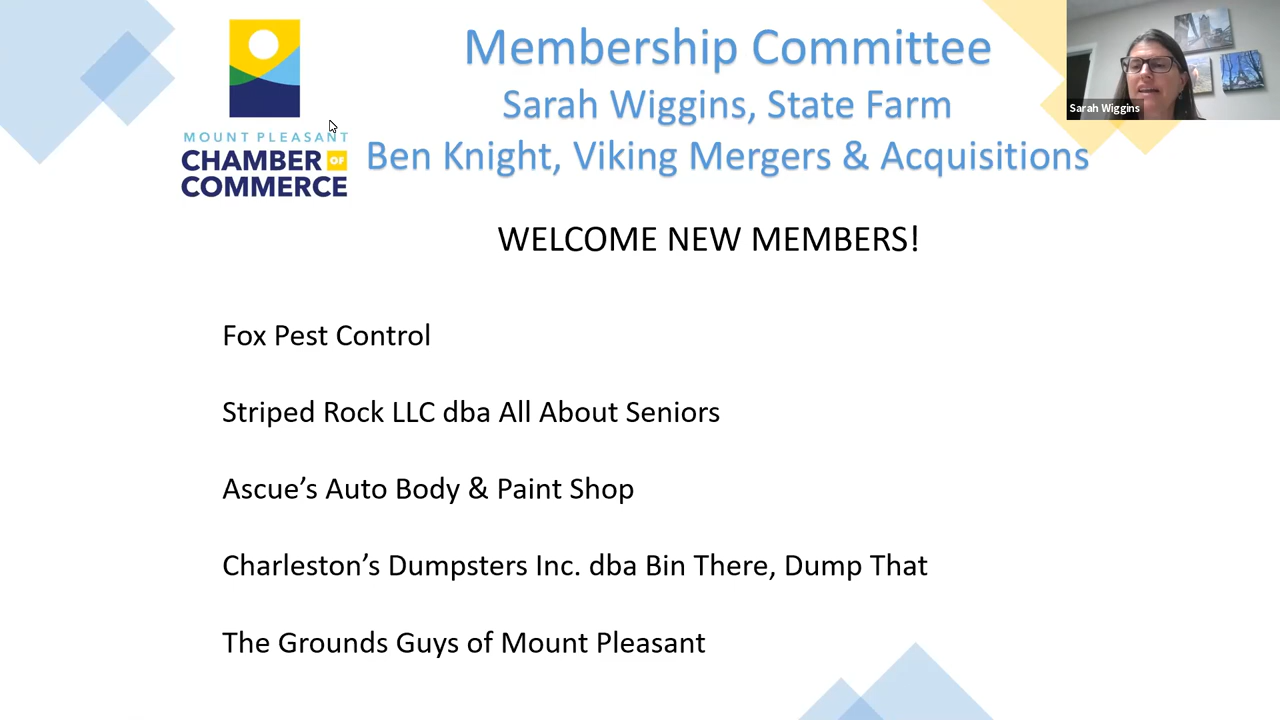 Membership Committee
Sarah Wiggins, State Farm
Ben Knight, Viking Mergers & Acquisitions
MOUNT PLEASANT
CHAMBER OF
COMMERCE
Sarah Wiggins
WELCOME NEW MEMBERS!
Fox Pest Control
Striped Rock LLC dba All About Seniors
Ascue’s Auto Body & Paint Shop
Charleston’s Dumpsters Inc. dba Bin There, Dump That
The Grounds Guys of Mount Pleasant